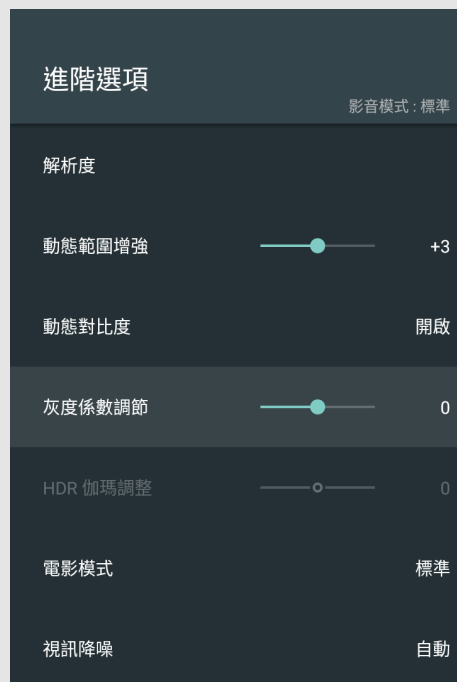 進階選項
影音模式 : 標準
解析度
動態範圍增強 +3
動態對比度 開啟
灰度係數調節 0
HDR 伽瑪調整 0
電影模式 標準
視訊降噪 自動